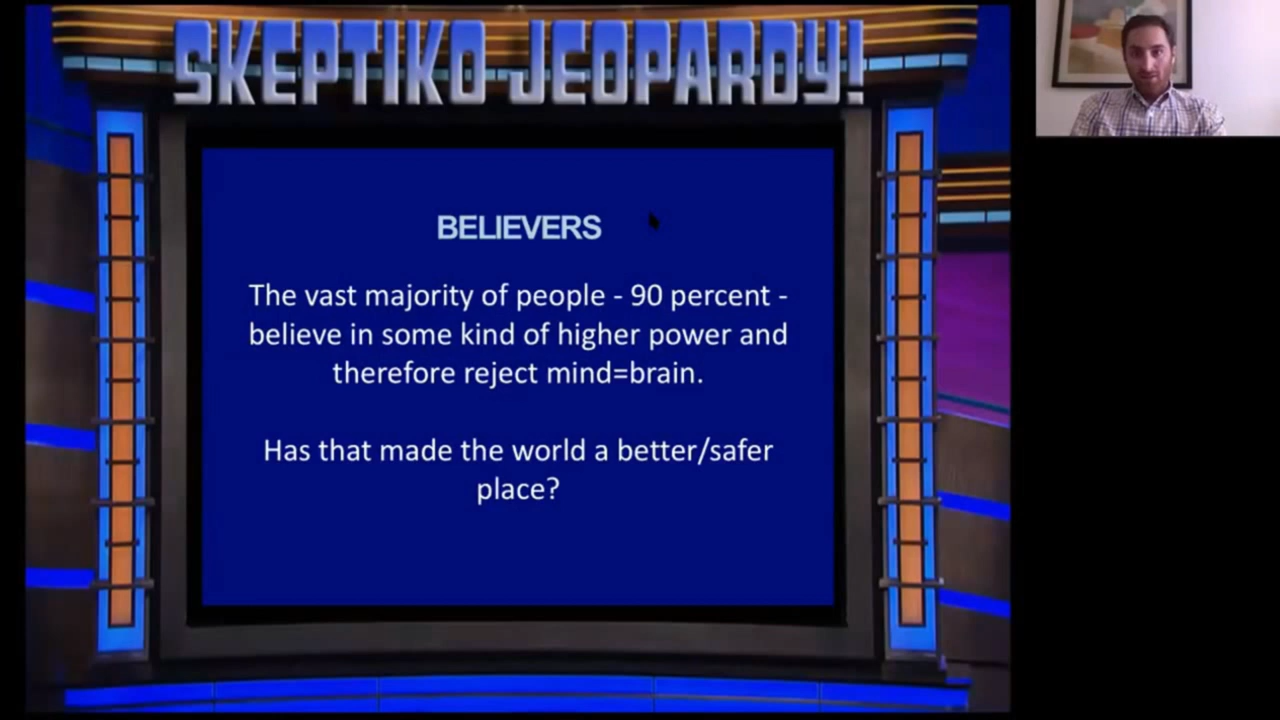 SKEPTIKO JEOPARDY!
BELIEVERS
The vast majority of people - 90 percent -
believe in some kind of higher power and
therefore reject mind=brain.
Has that made the world a better/safer
place?